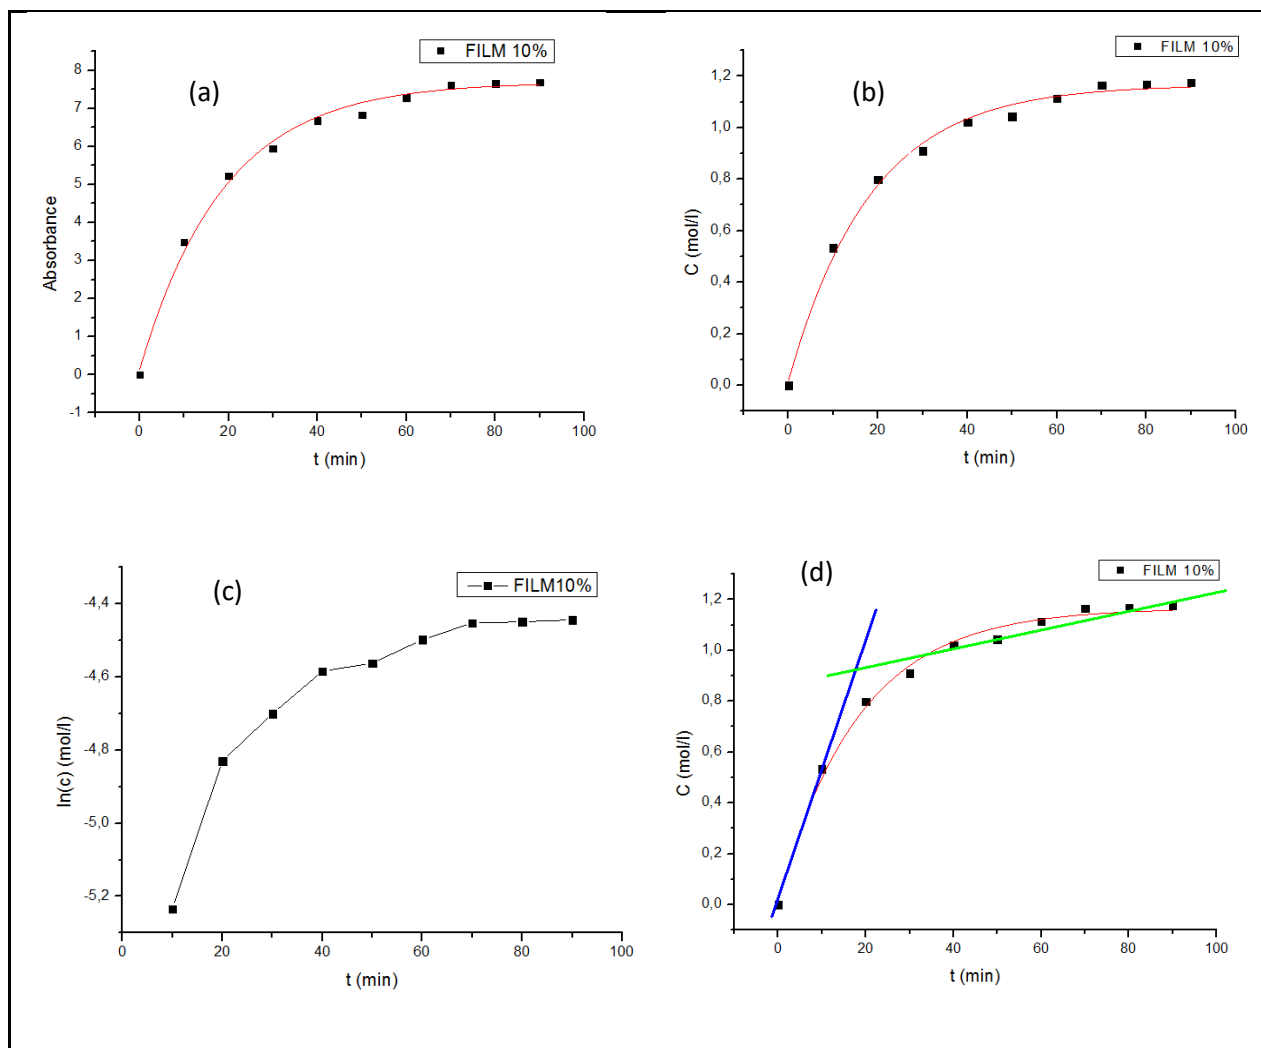 (a)
FILM 10%
8
7
6
5
4
3
2
1
0
-1
Absorbance
0 20 40 60 80 100
t (min)
(b)
FILM 10%
1,2
1,0
0,8
0,6
0,4
0,2
0,0
C (mol/l)
0 20 40 60 80 100
t (min)
(c)
FILM10%
-4,4
-4,6
-4,8
-5,0
-5,2
ln(c) (mol/l)
0 20 40 60 80 100
t (min)
(d)
FILM 10%
1,2
1,0
0,8
0,6
0,4
0,2
0,0
C (mol/l)
0 20 40 60 80 100
t (min)